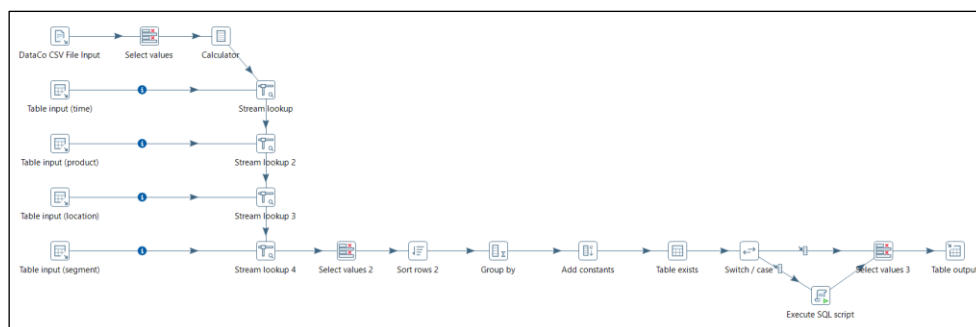 DataCo CSV File Input
Select values
Calculator
Table input (time)
Stream lookup
Table input (product)
Stream lookup 2
Table input (location)
Stream lookup 3
Table input (segment)
Stream lookup 4
Select values 2
Sort rows 2
Group by
Add constants
Table exists
Switch / case
Select values 3
Table output
Execute SQL script